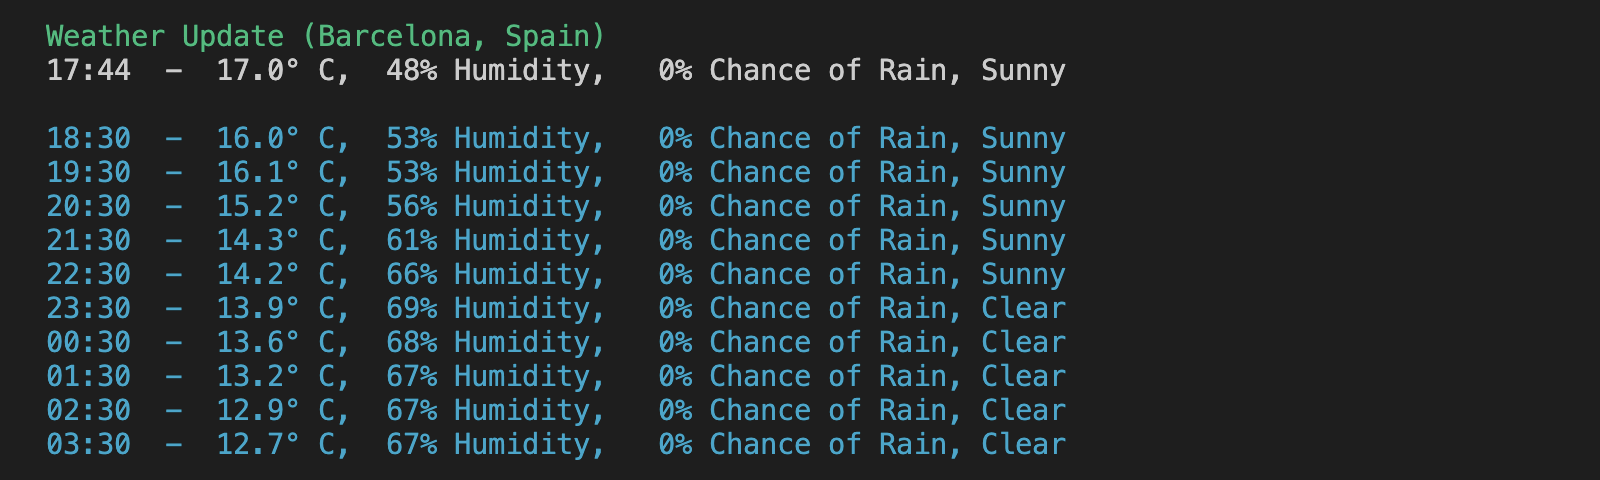 Weather Update (Barcelona, Spain)
17:44  –  17.0° C,  48% Humidity,   0% Chance of Rain, Sunny
18:30  –  16.0° C,  53% Humidity,   0% Chance of Rain, Sunny
19:30  –  16.1° C,  53% Humidity,   0% Chance of Rain, Sunny
20:30  –  15.2° C,  56% Humidity,   0% Chance of Rain, Sunny
21:30  –  14.3° C,  61% Humidity,   0% Chance of Rain, Sunny
22:30  –  14.2° C,  66% Humidity,   0% Chance of Rain, Sunny
23:30  –  13.9° C,  69% Humidity,   0% Chance of Rain, Clear
00:30  –  13.6° C,  68% Humidity,   0% Chance of Rain, Clear
01:30  –  13.2° C,  67% Humidity,   0% Chance of Rain, Clear
02:30  –  12.9° C,  67% Humidity,   0% Chance of Rain, Clear
03:30  –  12.7° C,  67% Humidity,   0% Chance of Rain, Clear